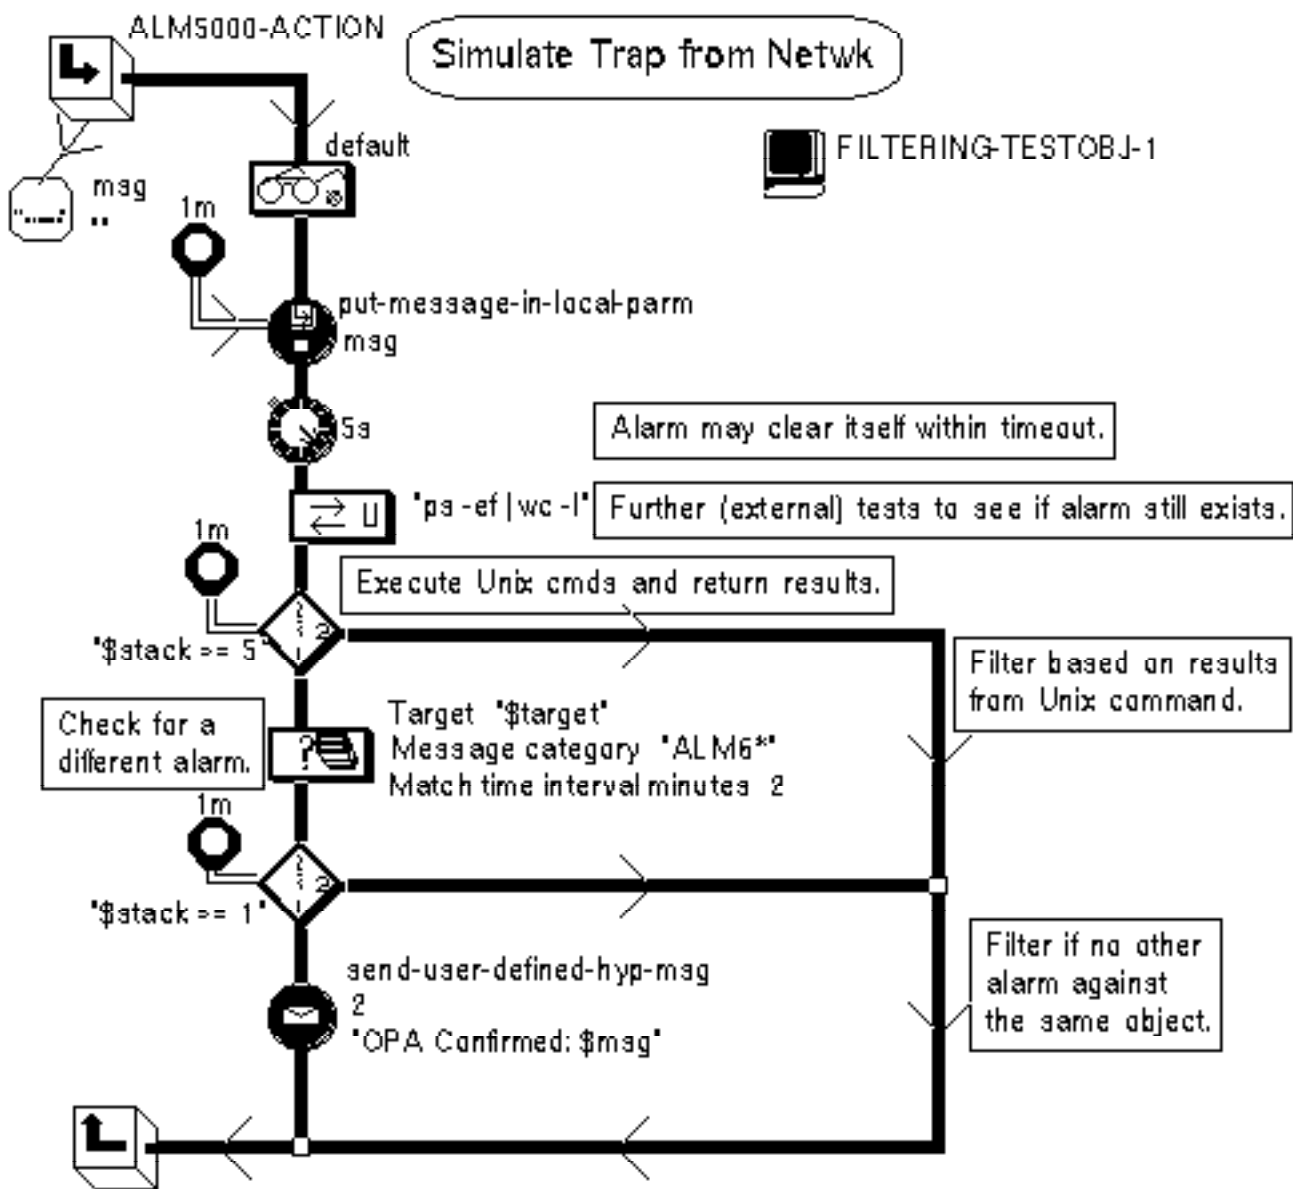 ALM5000-ACTION
Simulate Trap from Netwk
default
FILTERING-TESTOBJ-1
msg
""
1m
put-message-in-local-parm
msg
5s
Alarm may clear itself within timeout.
"ps -ef | wc -l"
Further (external) tests to see if alarm still exists.
1m
Execute Unix cmds and return results.
2
"$stack >= 5"
Filter based on results
from Unix command.
Check for a
different alarm.
?
Target "$target"
Message category "ALM6*"
Match time interval minutes 2
1m
2
"$stack >= 1"
Filter if no other
alarm against
the same object.
send-user-defined-hyp-msg
2
"OPA Confirmed: $msg"